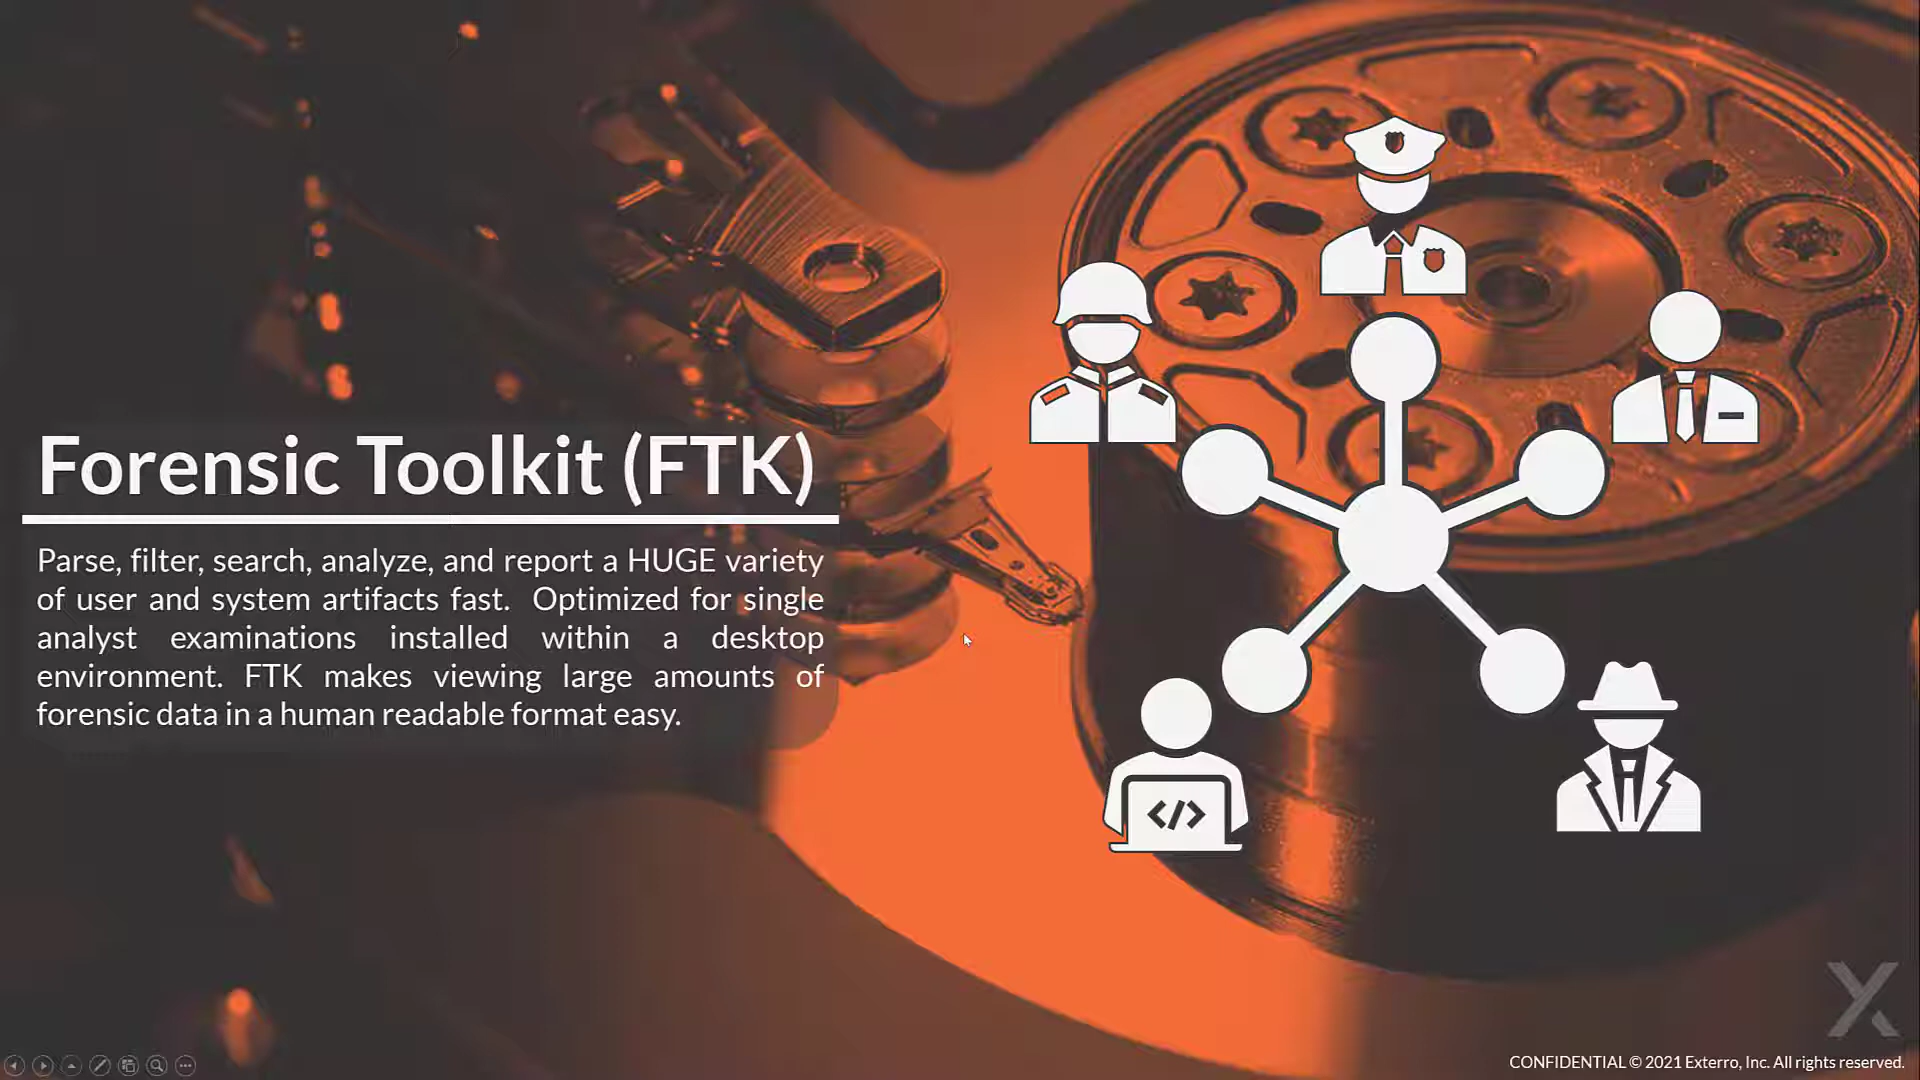 Forensic Toolkit (FTK)
Parse, filter, search, analyze, and report a HUGE variety
of user and system artifacts fast.  Optimized for single
analyst examinations installed within a desktop
environment. FTK makes viewing large amounts of
forensic data in a human readable format easy.
</>
X
CONFIDENTIAL © 2021 Exterro, Inc. All rights reserved.